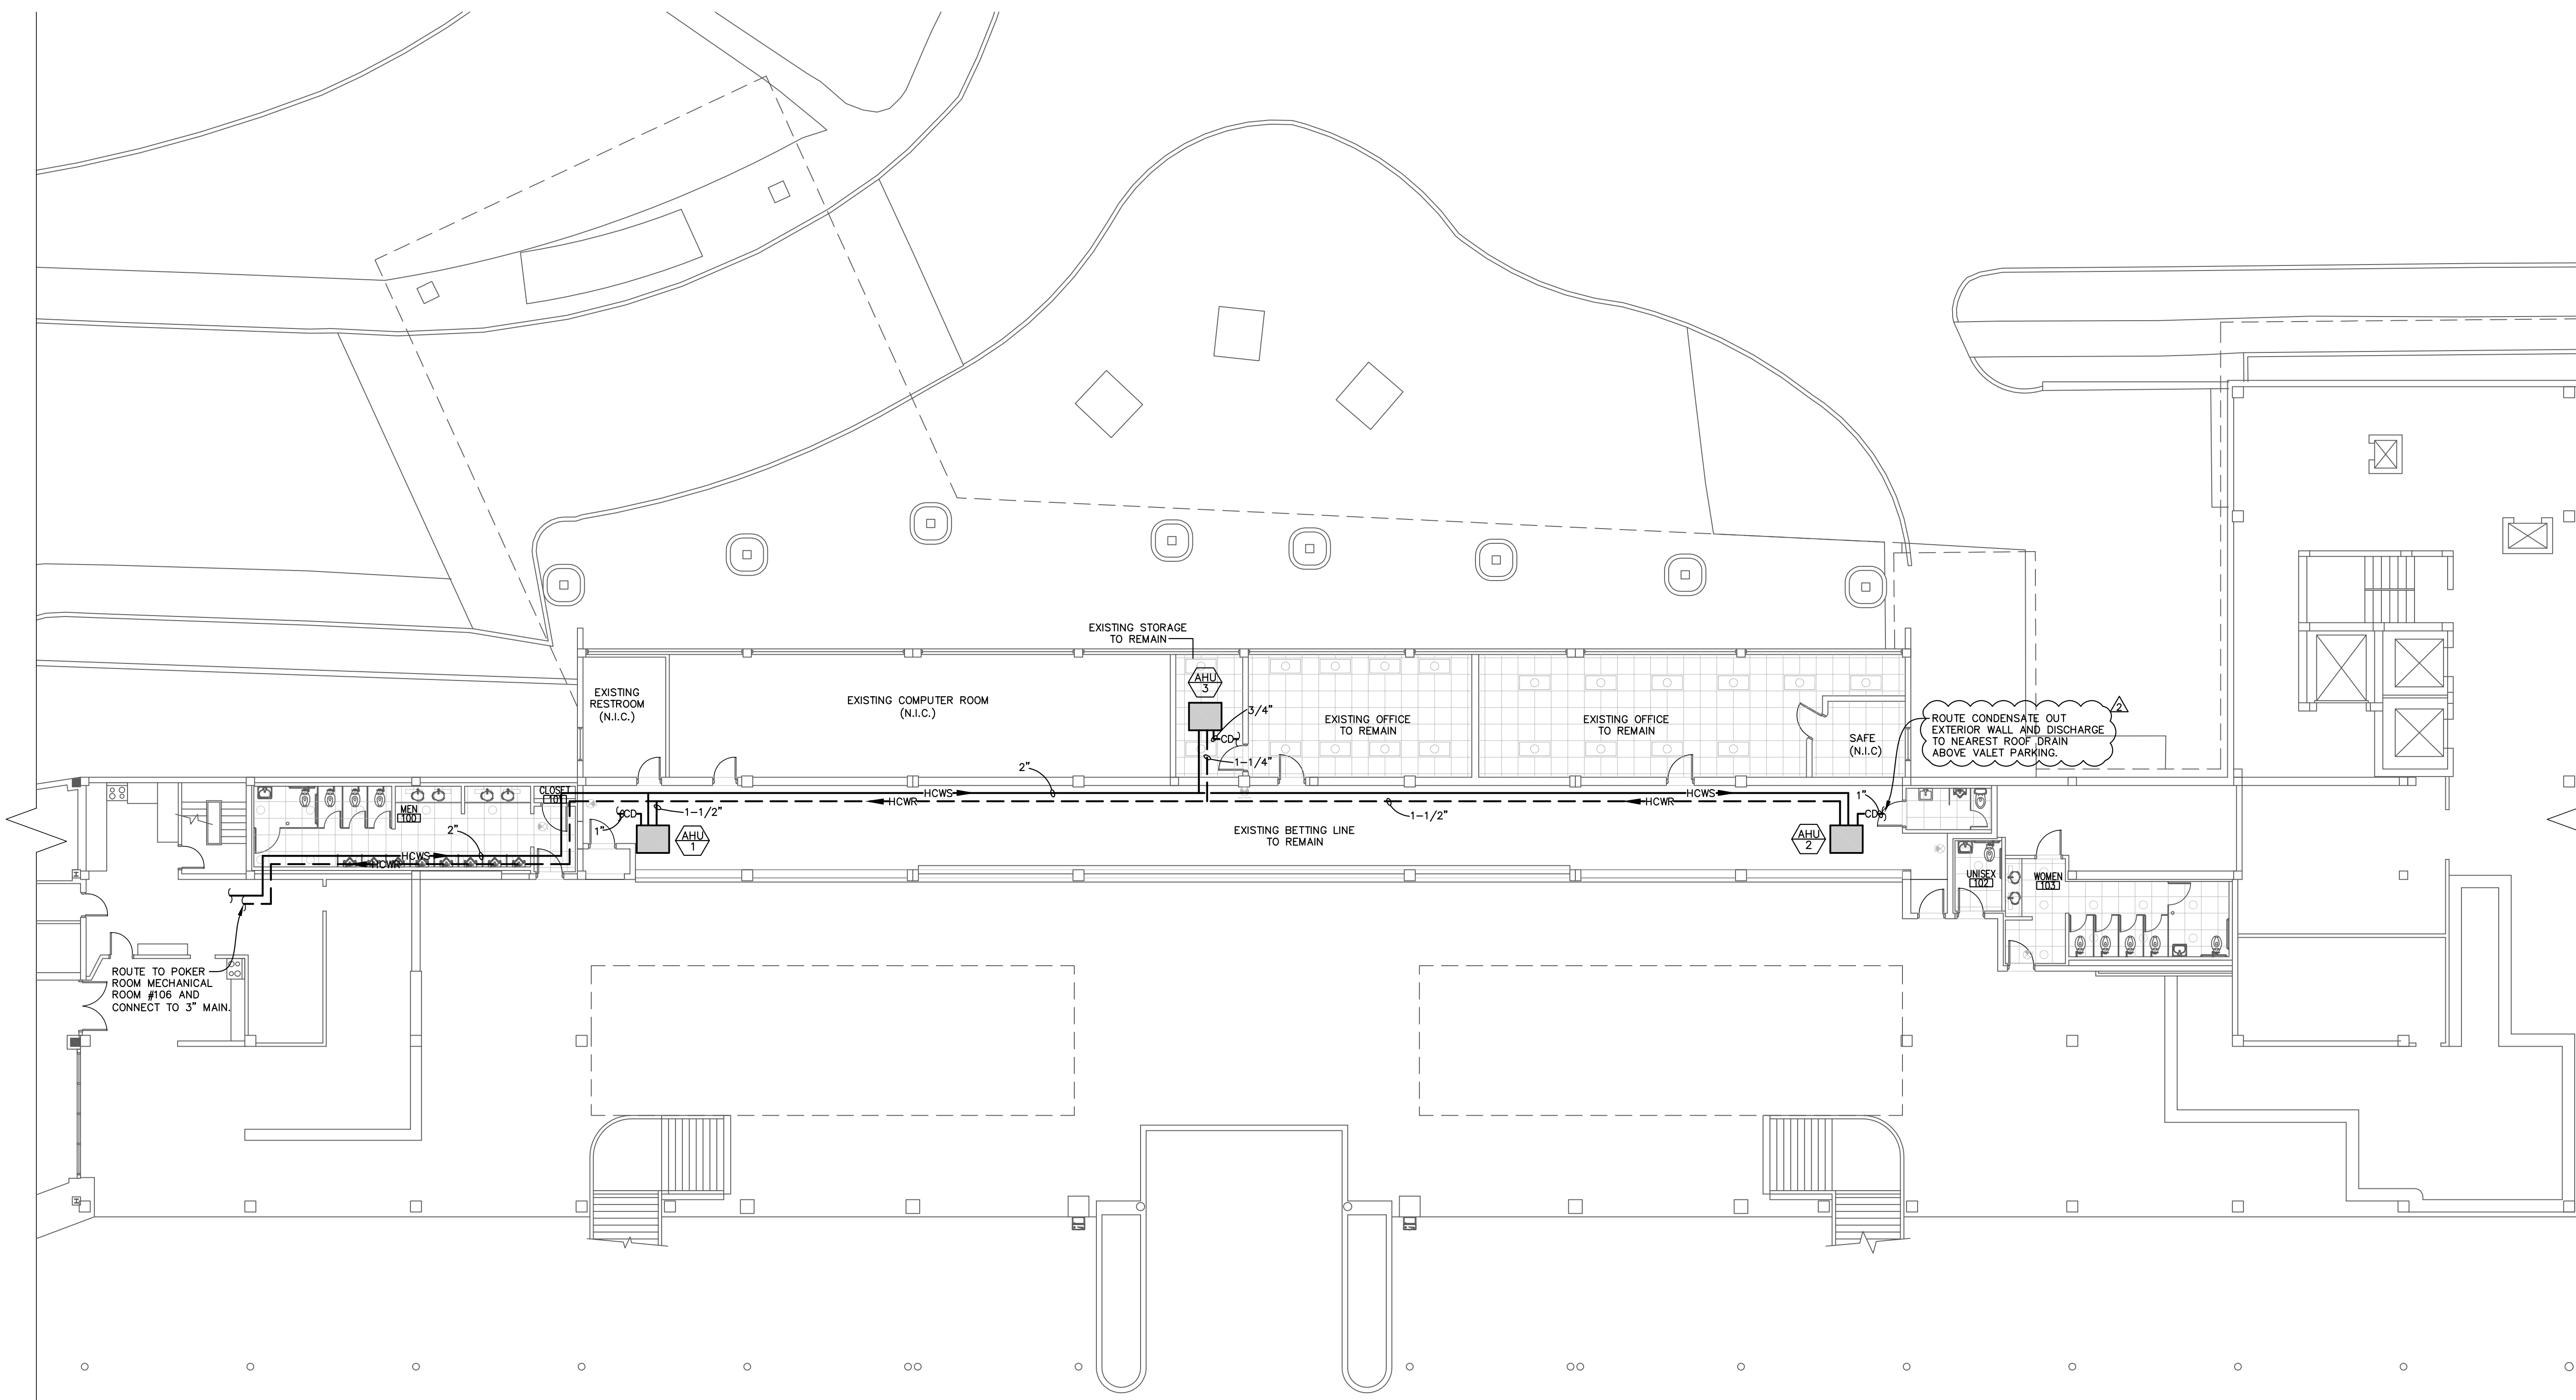 EXISTING STORAGE
TO REMAIN
AHU
3
3/4"
CD
1-1/4"
EXISTING
RESTROOM
(N.I.C.)
EXISTING COMPUTER ROOM
(N.I.C.)
EXISTING OFFICE
TO REMAIN
EXISTING OFFICE
TO REMAIN
SAFE
(N.I.C)
2
ROUTE CONDENSATE OUT
EXTERIOR WALL AND DISCHARGE
TO NEAREST ROOF DRAIN
ABOVE VALET PARKING.
2"
HCWS
HCWR
HCWS
HCWR
1-1/2"
1"
CD
CLOSET
101
MEN
100
2"
HCWS
HCWR
1"
CD
1-1/2"
AHU
1
EXISTING BETTING LINE
TO REMAIN
AHU
2
UNISEX
102
WOMEN
103
ROUTE TO POKER
ROOM MECHANICAL
ROOM #106 AND
CONNECT TO 3" MAIN.